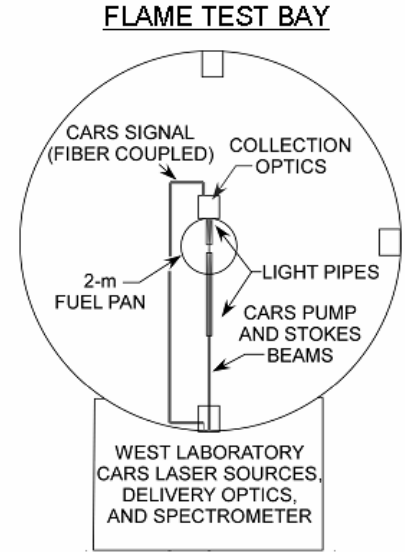 FLAME TEST BAY
CARS SIGNAL
(FIBER COUPLED)
COLLECTION
OPTICS
2-m
FUEL PAN
LIGHT PIPES
CARS PUMP
AND STOKES
BEAMS
WEST LABORATORY
CARS LASER SOURCES,
DELIVERY OPTICS,
AND SPECTROMETER